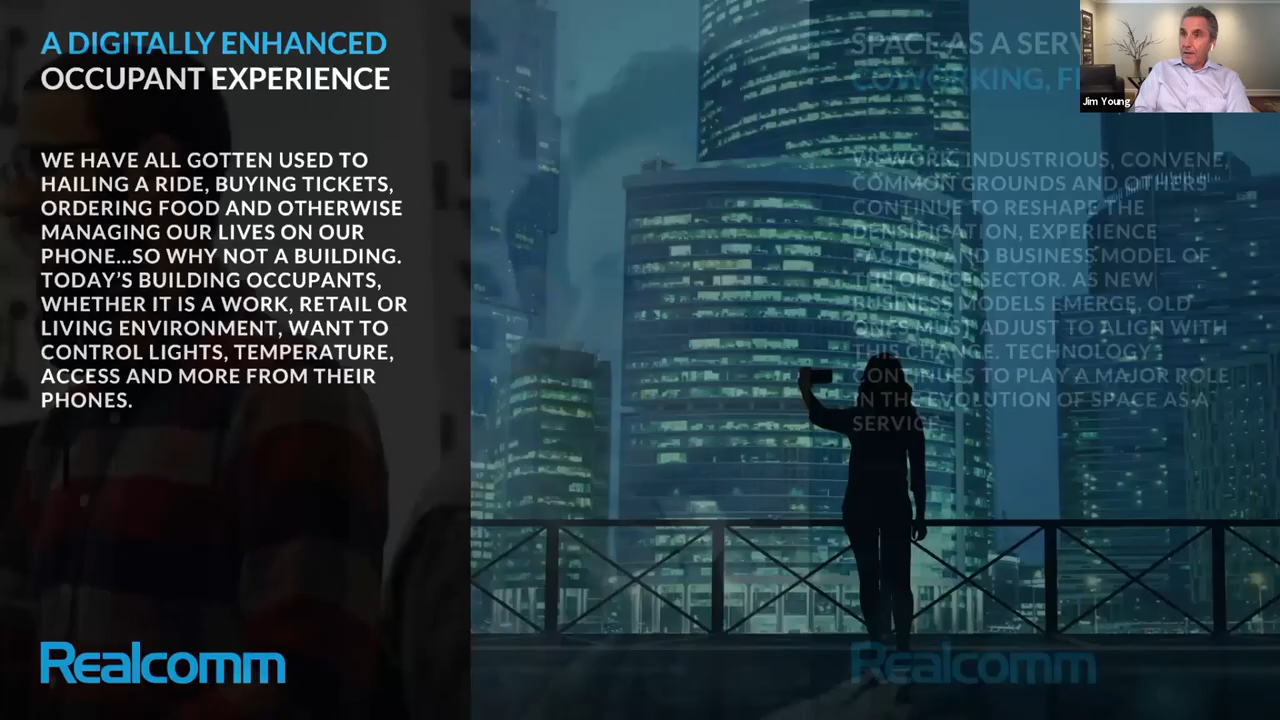 A DIGITALLY ENHANCED
OCCUPANT EXPERIENCE
WE HAVE ALL GOTTEN USED TO
HAILING A RIDE, BUYING TICKETS,
ORDERING FOOD AND OTHERWISE
MANAGING OUR LIVES ON OUR
PHONE...SO WHY NOT A BUILDING.
TODAY'S BUILDING OCCUPANTS,
WHETHER IT IS A WORK, RETAIL OR
LIVING ENVIRONMENT, WANT TO
CONTROL LIGHTS, TEMPERATURE,
ACCESS AND MORE FROM THEIR
PHONES.
Realcomm
SPACE AS A SERV
COWORKING, F
WEWORK, INDUSTRIOUS, CONVENE,
COMMON GROUNDS AND OTHERS
CONTINUE TO RESHAPE THE
DENSIFICATION, EXPERIENCE
FACTOR AND BUSINESS MODEL OF
THE OFFICE SECTOR. AS NEW
BUSINESS MODELS EMERGE, OLD
ONES MUST ADJUST TO ALIGN WITH
THIS CHANGE. TECHNOLOGY
CONTINUES TO PLAY A MAJOR ROLE
IN THE EVOLUTION OF SPACE AS A
SERVICE.
Realcomm
Jim Young